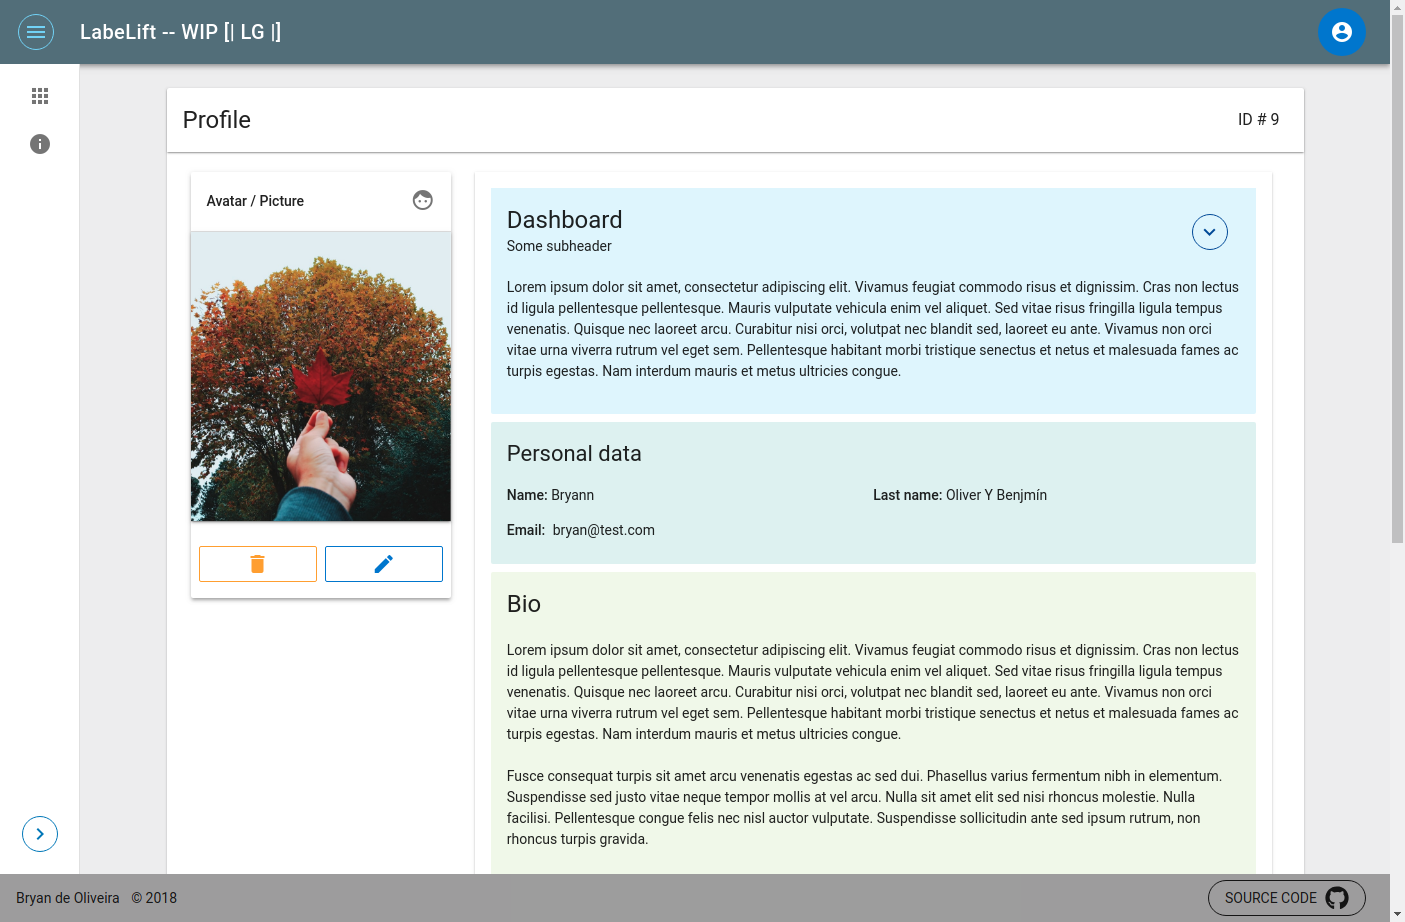 LabeLift -- WIP [| LG |]
Profile
ID # 9
Avatar / Picture
Dashboard
Some subheader
Lorem ipsum dolor sit amet, consectetur adipiscing elit. Vivamus feugiat commodo risus et dignissim. Cras non lectus
id ligula pellentesque pellentesque. Mauris vulputate vehicula enim vel aliquet. Sed vitae risus fringilla ligula tempus
venenatis. Quisque nec laoreet arcu. Curabitur nisi orci, volutpat nec blandit sed, laoreet eu ante. Vivamus non orci
vitae urna viverra rutrum vel eget sem. Pellentesque habitant morbi tristique senectus et netus et malesuada fames ac
turpis egestas. Nam interdum mauris et metus ultricies congue.
Personal data
Name: Bryann
Last name: Oliver Y Benjmín
Email: bryan@test.com
Bio
Lorem ipsum dolor sit amet, consectetur adipiscing elit. Vivamus feugiat commodo risus et dignissim. Cras non lectus
id ligula pellentesque pellentesque. Mauris vulputate vehicula enim vel aliquet. Sed vitae risus fringilla ligula tempus
venenatis. Quisque nec laoreet arcu. Curabitur nisi orci, volutpat nec blandit sed, laoreet eu ante. Vivamus non orci
vitae urna viverra rutrum vel eget sem. Pellentesque habitant morbi tristique senectus et netus et malesuada fames ac
turpis egestas. Nam interdum mauris et metus ultricies congue.
Fusce consequat turpis sit amet arcu venenatis egestas ac sed dui. Phasellus varius fermentum nibh in elementum.
Suspendisse sed justo vitae neque tempor mollis at vel arcu. Nulla sit amet elit sed nisi rhoncus molestie. Nulla
facilisi. Pellentesque congue felis nec nisl auctor vulputate. Suspendisse sollicitudin ante sed ipsum rutrum, non
rhoncus turpis gravida.
Bryan de Oliveira © 2018
SOURCE CODE